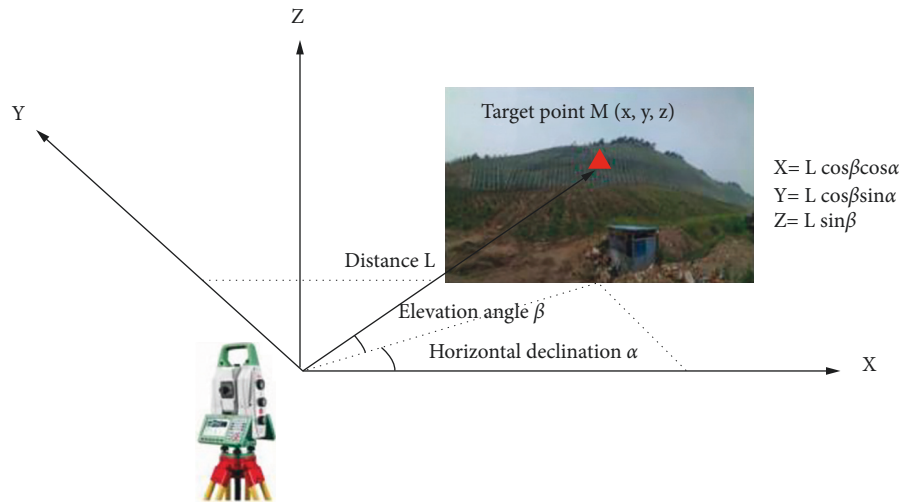 Z
Y
Target point M (x, y, z)
X= L cosβcosα
Y= L cosβsinα
Z= L sinβ
Distance L
Elevation angle β
Horizontal declination α
X